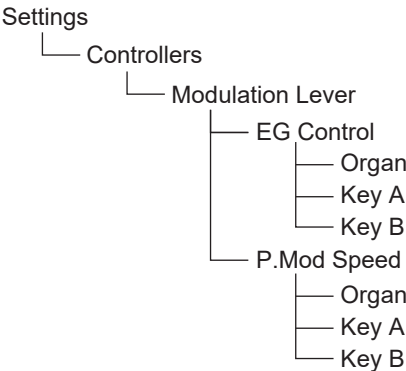 Settings
Controllers
Modulation Lever
EG Control
Organ
Key A
Key B
P.Mod Speed
Organ
Key A
Key B